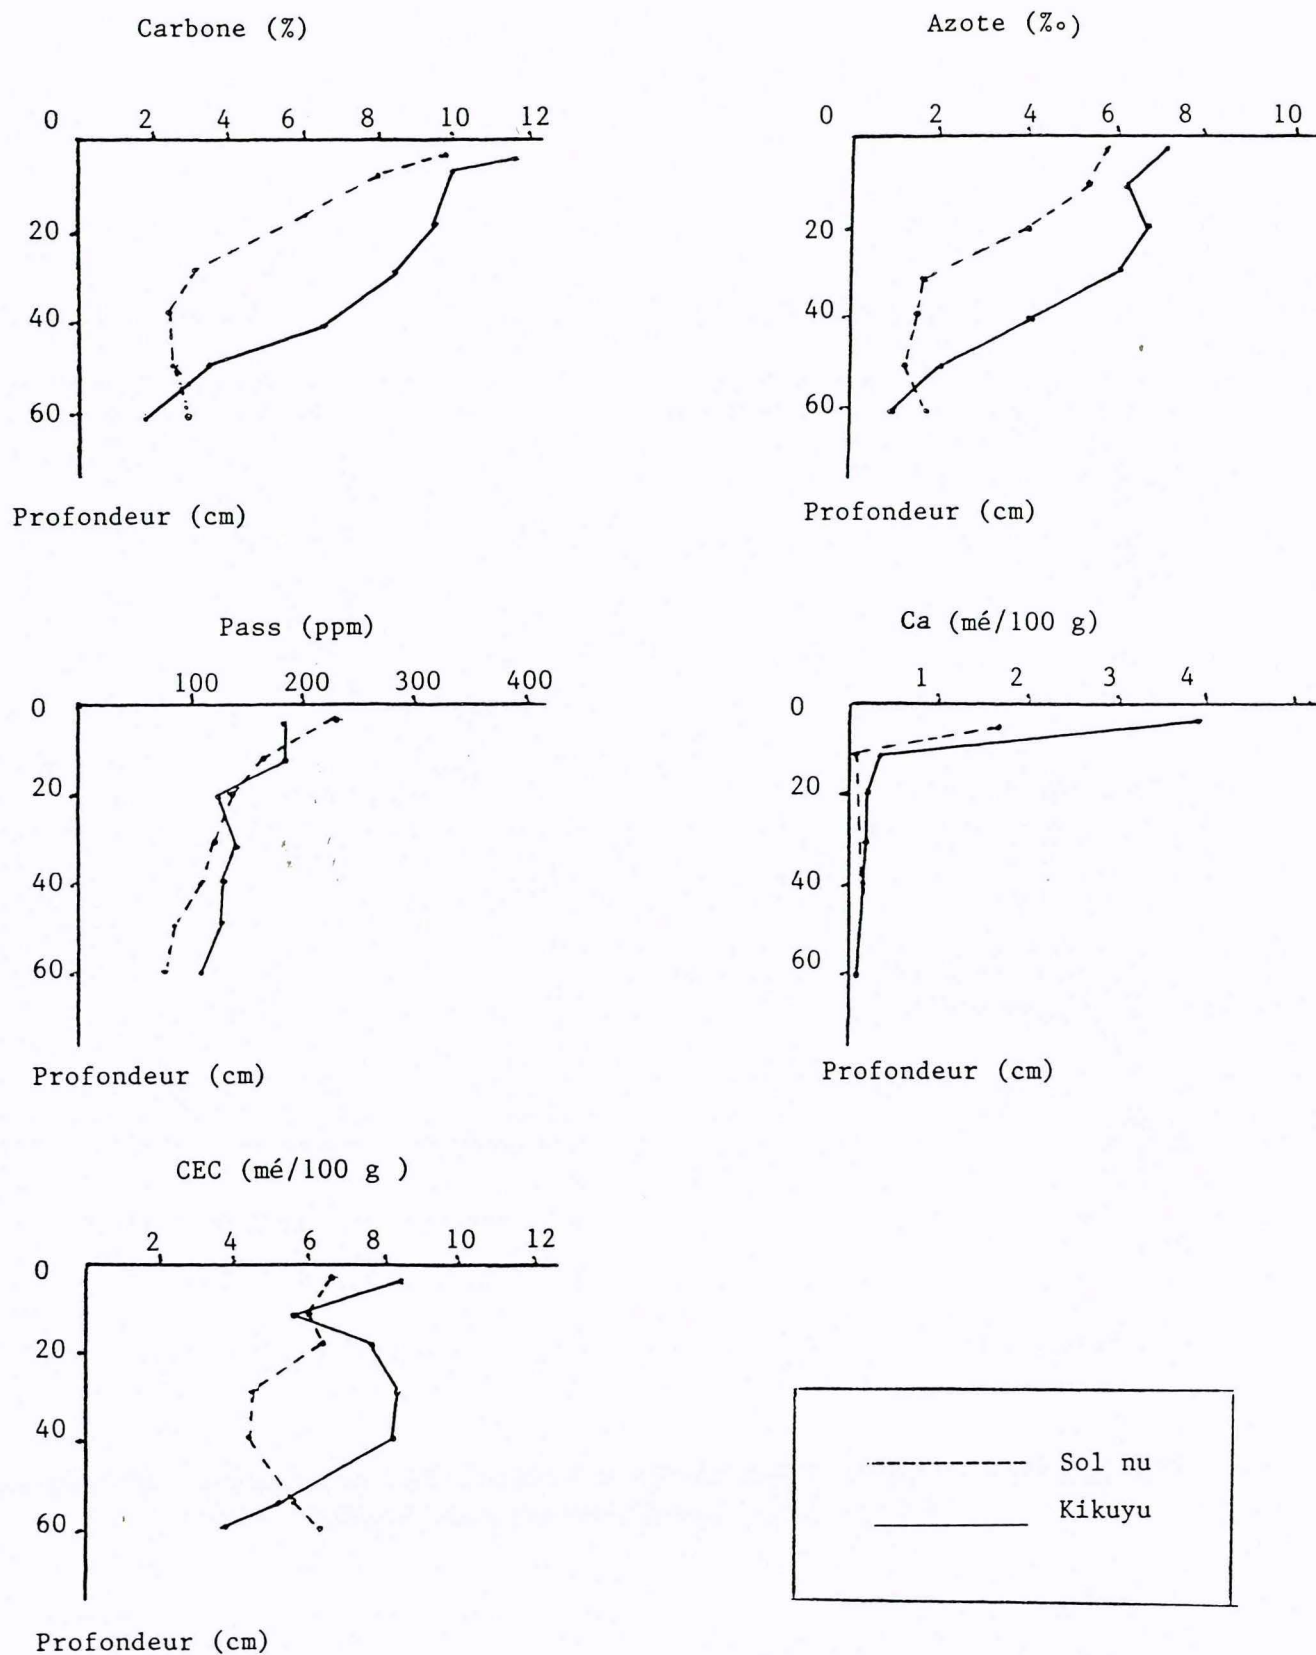 Carbone (%)
0 2 4 6 8 10 12
20
40
60
Profondeur (cm)
Azote (‰)
0 2 4 6 8 10
20
40
60
Profondeur (cm)
Pass (ppm)
100 200 300 400
0
20
40
60
Profondeur (cm)
Ca (mé/100 g)
1 2 3 4
0
20
40
60
Profondeur (cm)
CEC (mé/100 g )
2 4 6 8 10 12
0
20
40
60
Profondeur (cm)
Sol nu
Kikuyu